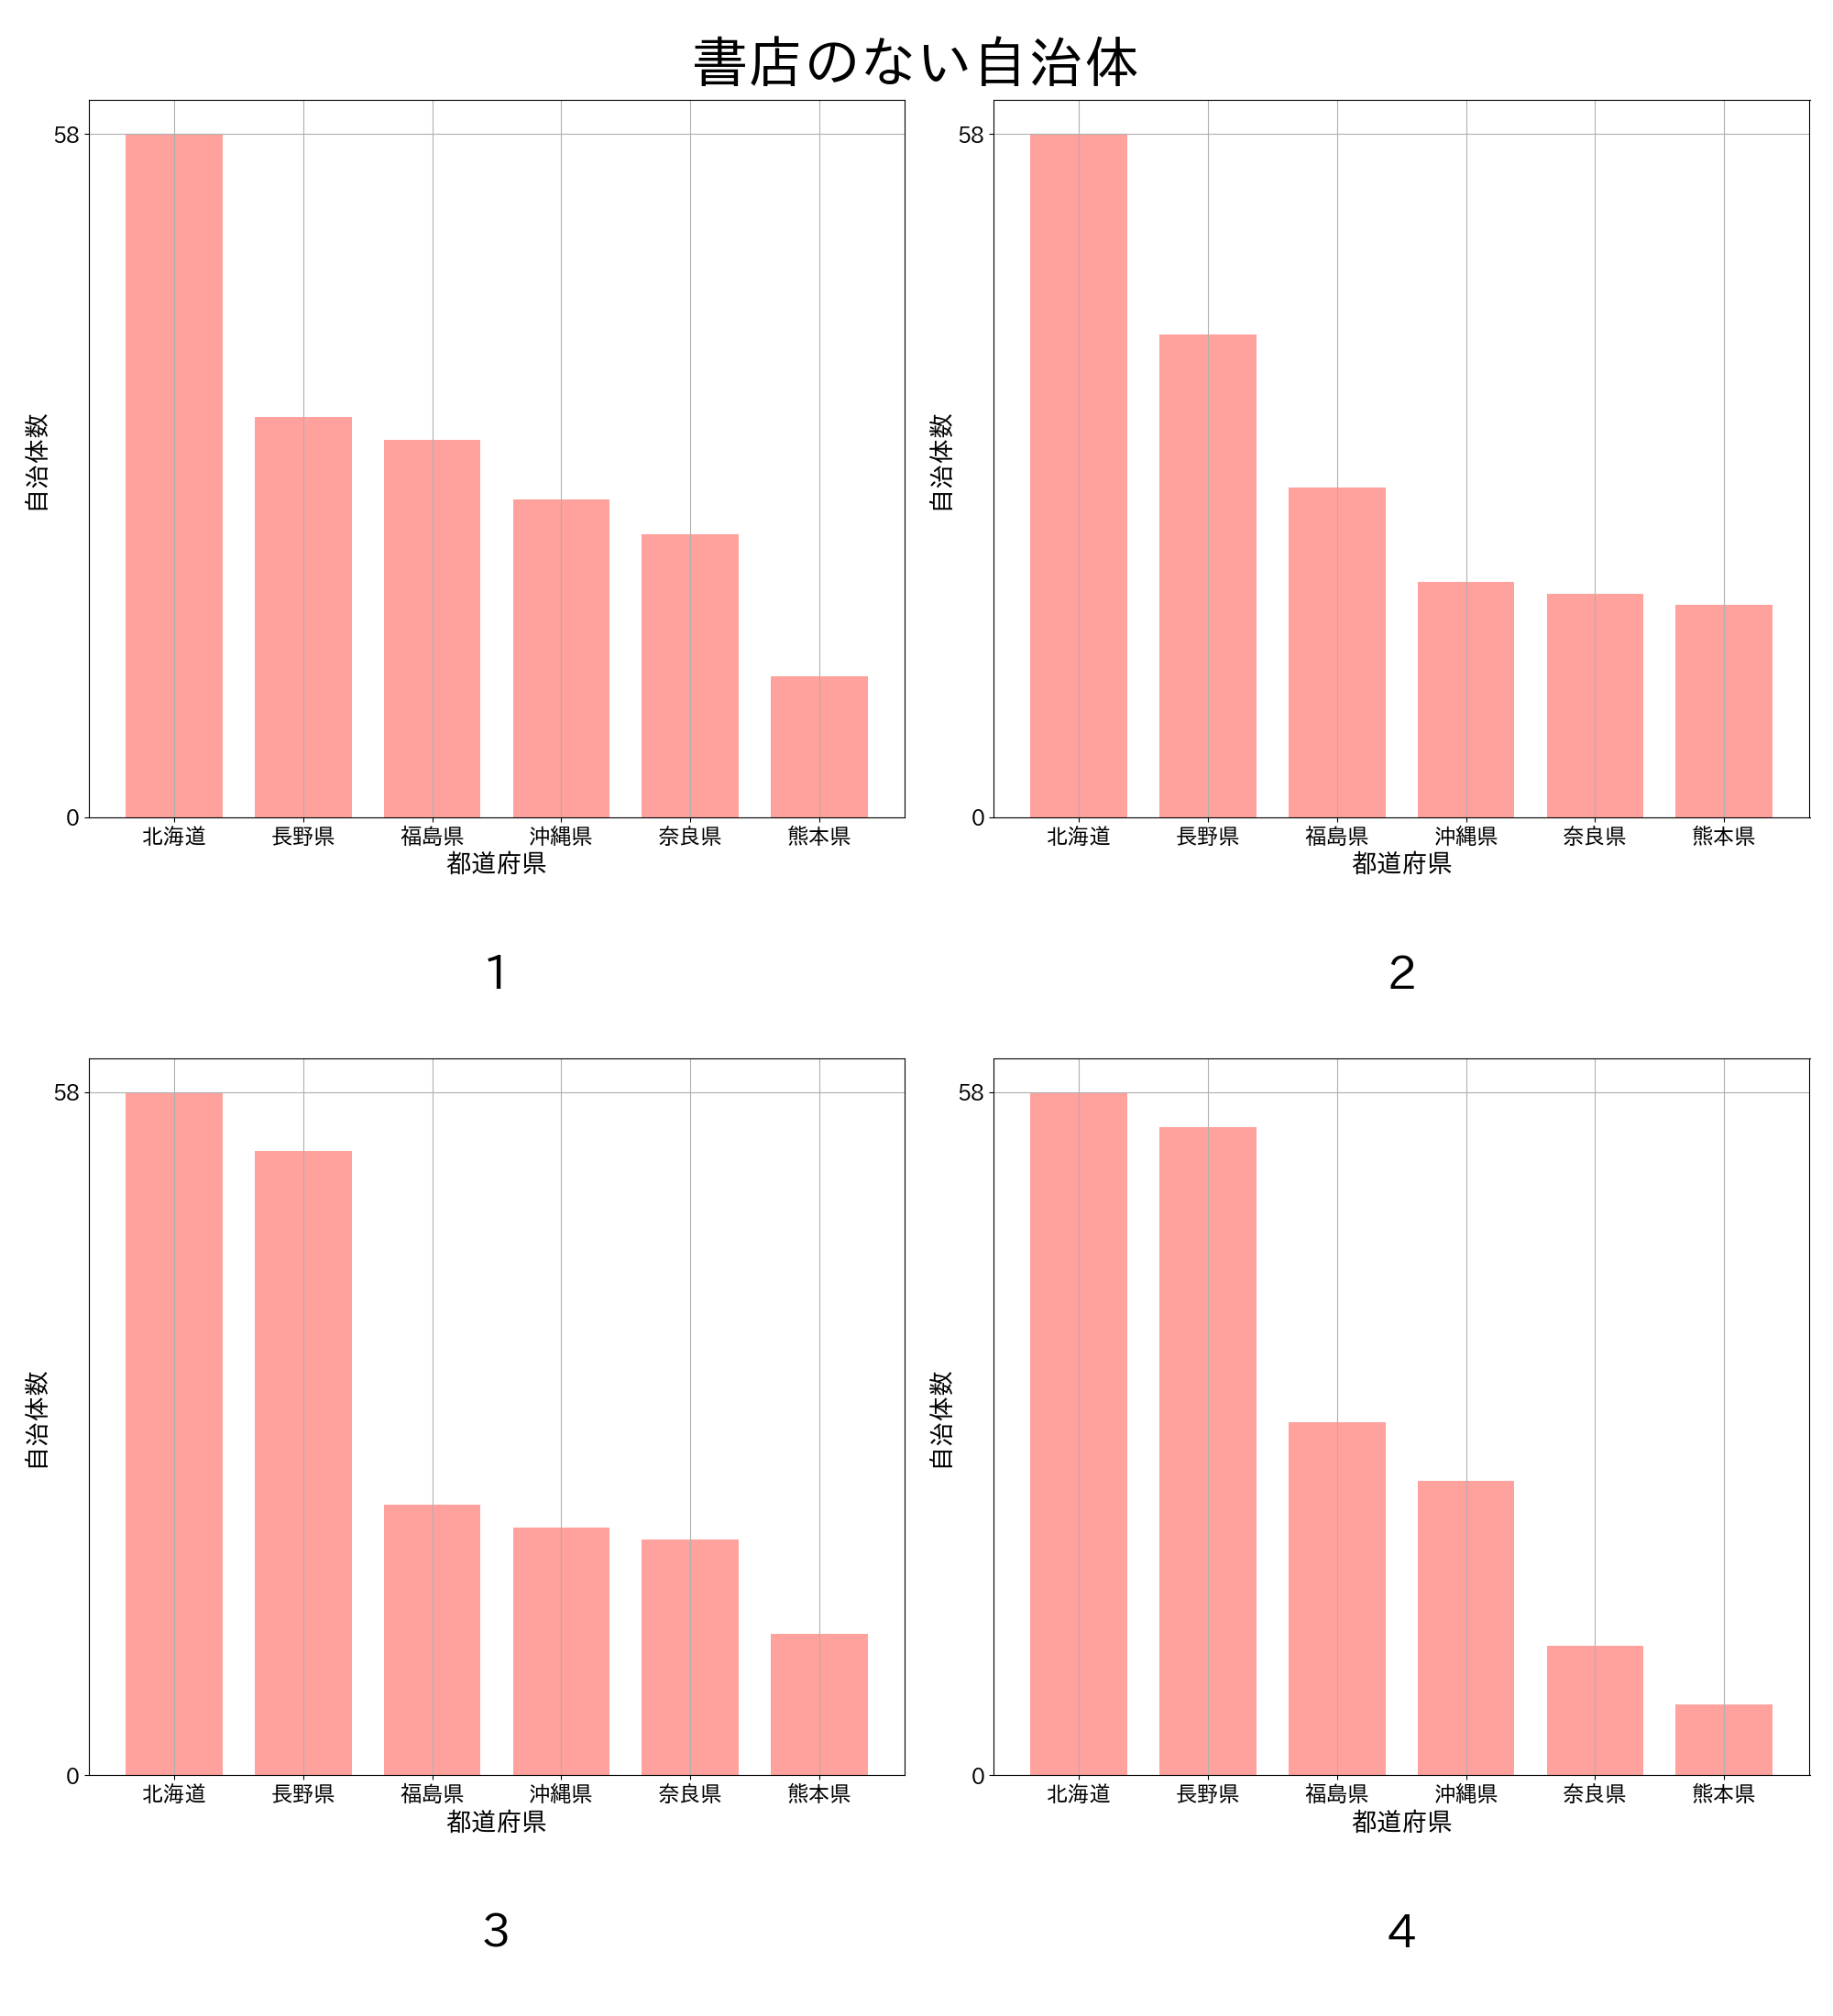 書店のない自治体
58
0
自治体数
北海道 長野県 福島県 沖縄県 奈良県 熊本県
都道府県
1
58
0
自治体数
北海道 長野県 福島県 沖縄県 奈良県 熊本県
都道府県
2
58
0
自治体数
北海道 長野県 福島県 沖縄県 奈良県 熊本県
都道府県
3
58
0
自治体数
北海道 長野県 福島県 沖縄県 奈良県 熊本県
都道府県
4